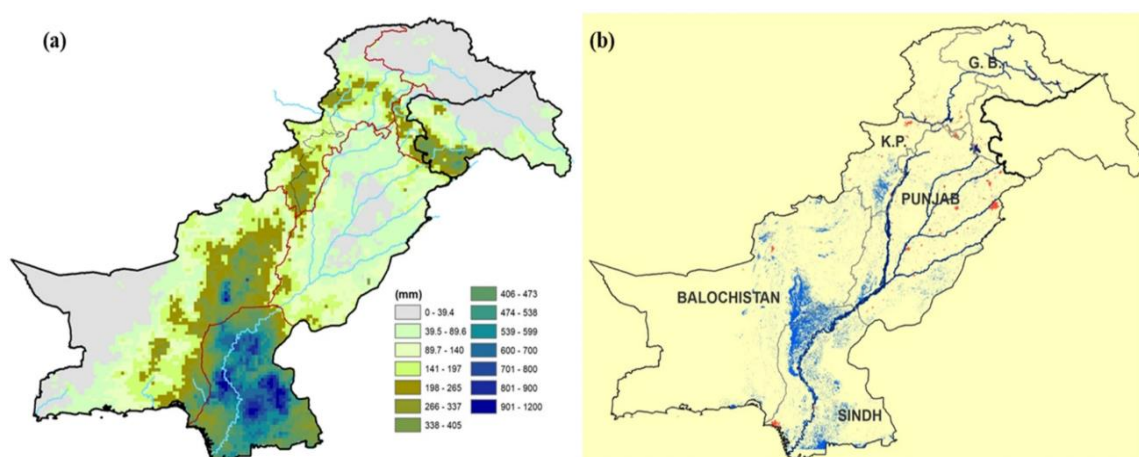 (a)
(mm)
0 - 39.4
39.5 - 89.6
89.7 - 140
141 - 197
198 - 265
266 - 337
338 - 405
406 - 473
474 - 538
539 - 599
600 - 700
701 - 800
801 - 900
901 - 1200
(b)
G. B.
K.P.
PUNJAB
BALOCHISTAN
SINDH